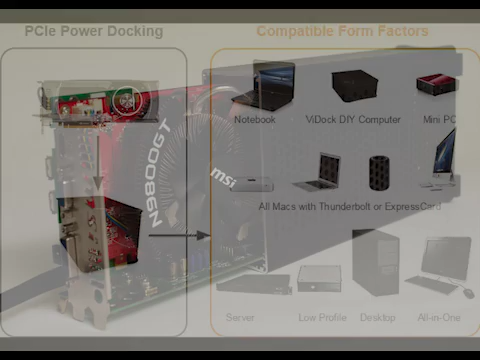 PCIe Power Docking
Compatible Form Factors
Notebook
ViDock DIY Computer
Mini PC
N9800GT
msi
All Macs with Thunderbolt or ExpressCard
Server
Low Profile
Desktop
All-in-One